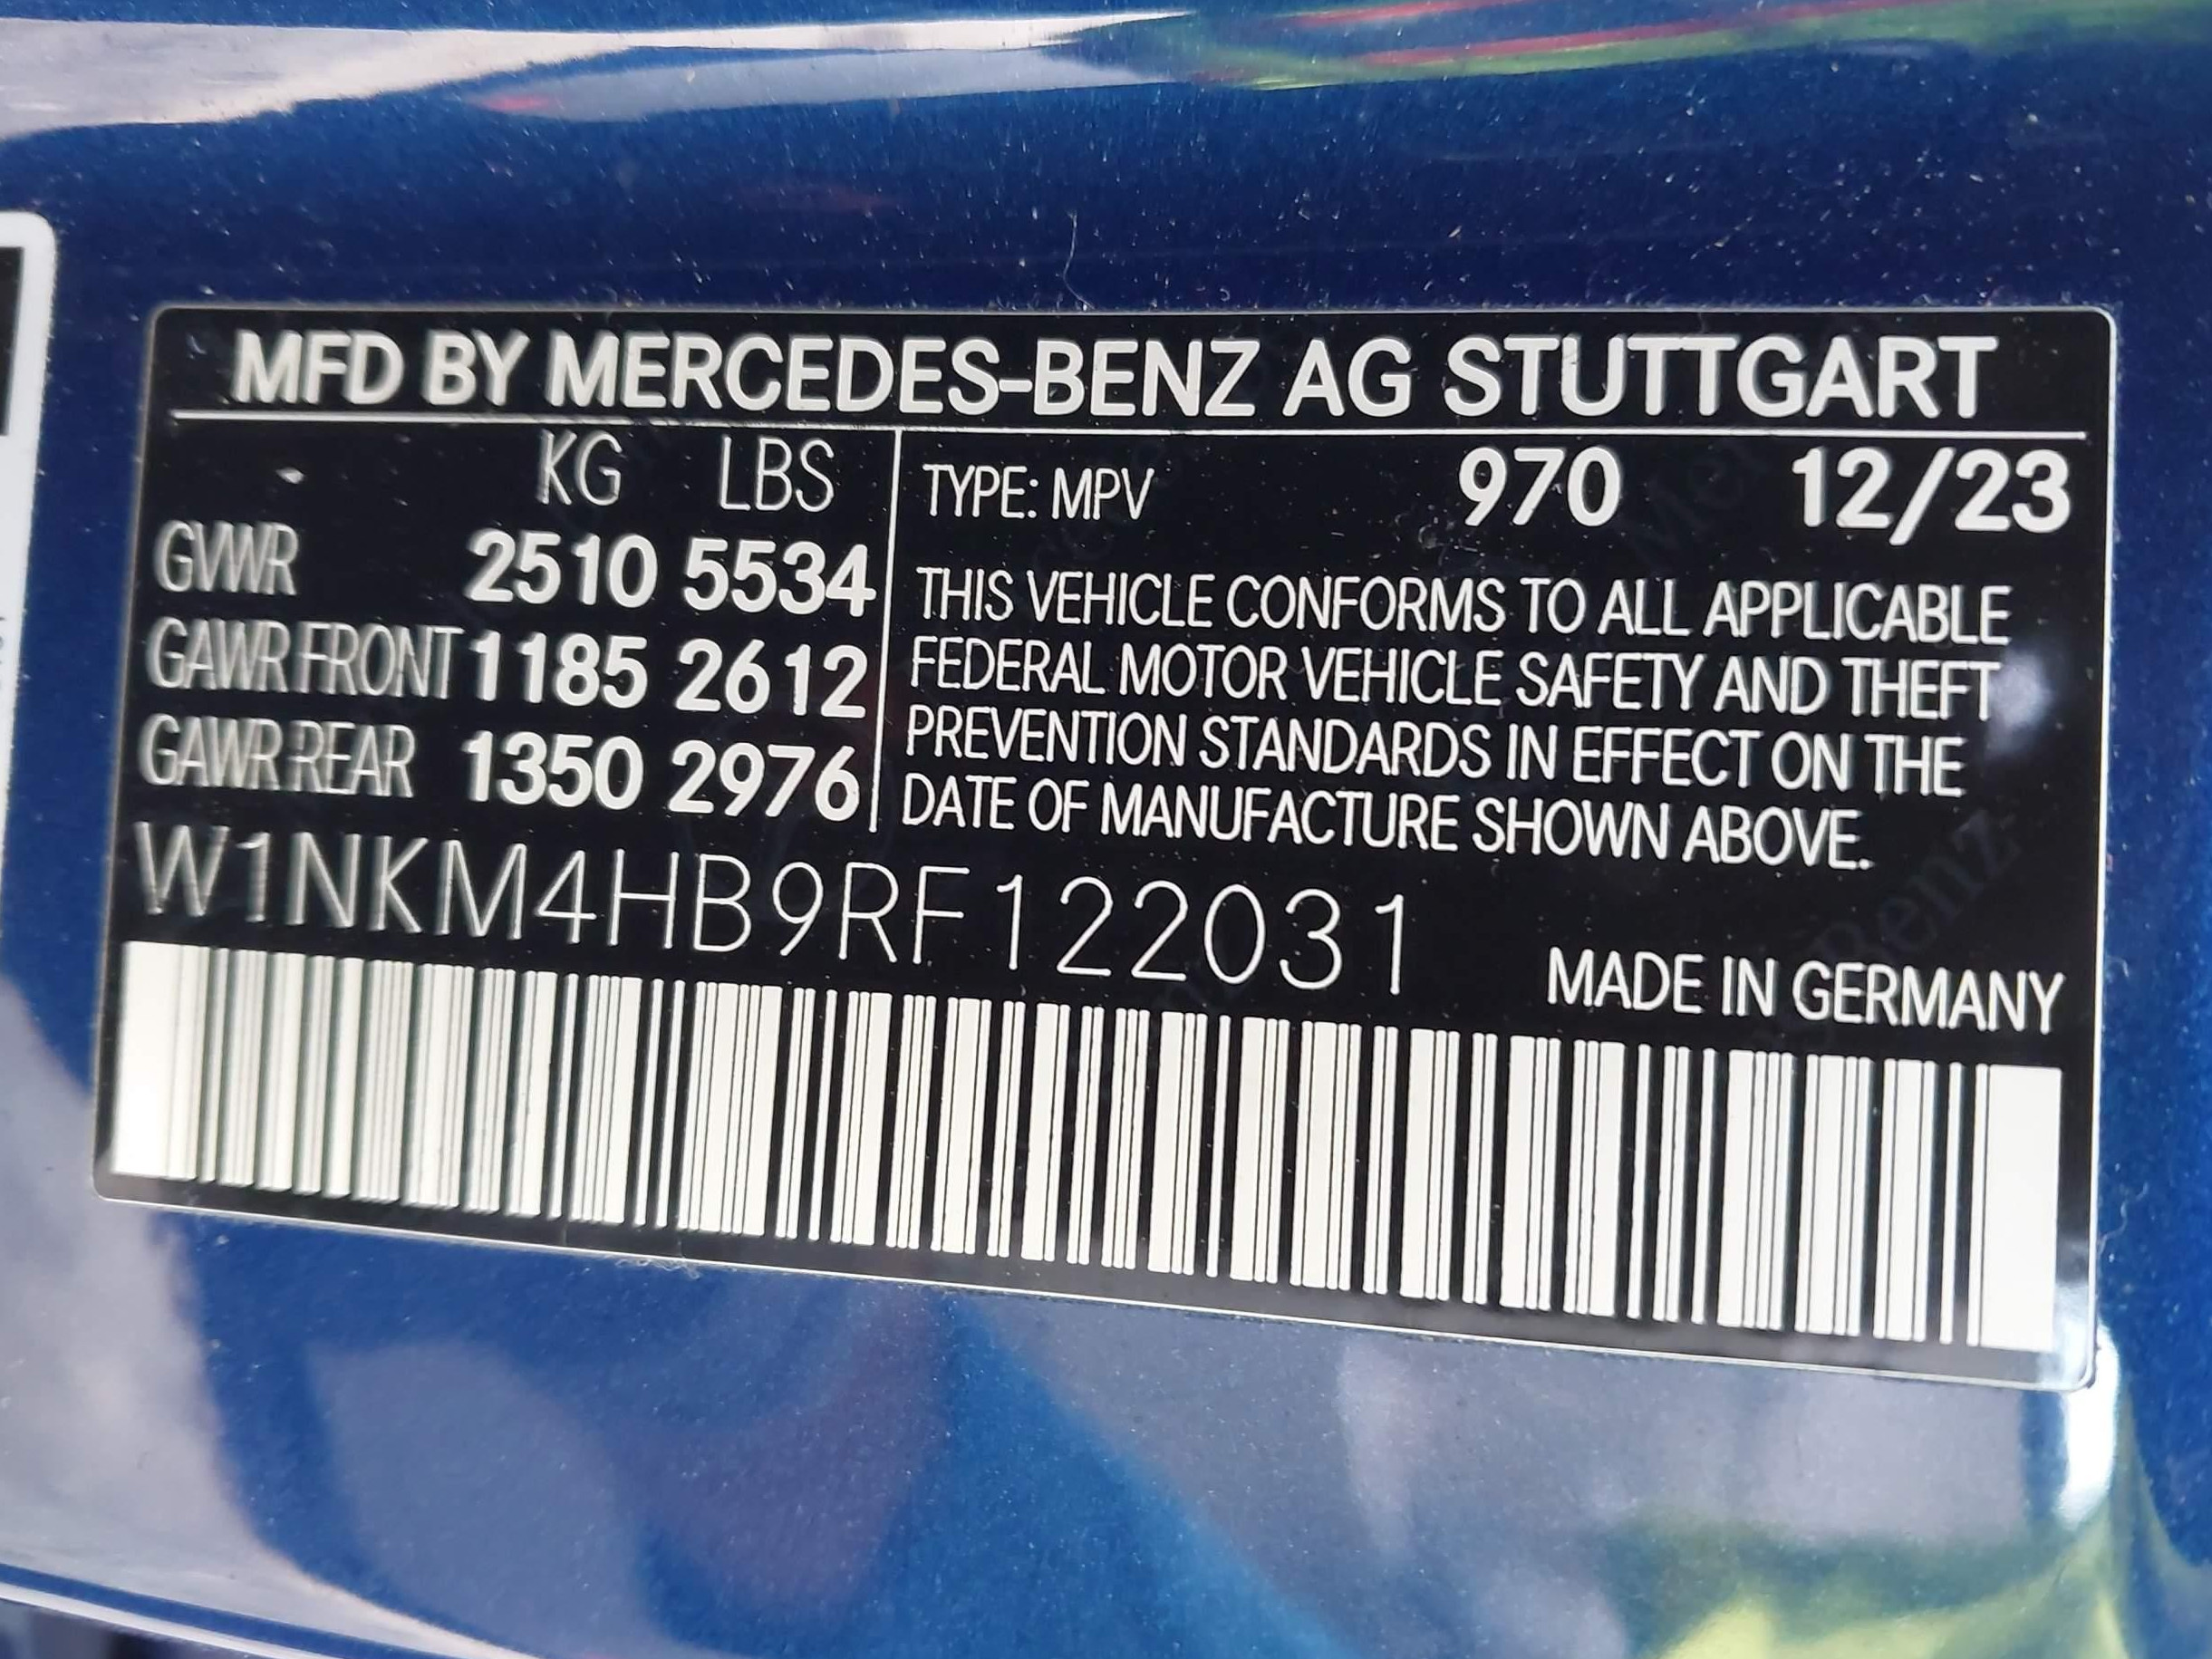 MFD BY MERCEDES-BENZ AG STUTTGART
KG LBS
GVWR 2510 5534
GAWR FRONT 1185 2612
GAWR REAR 1350 2976
TYPE: MPV 970 12/23
THIS VEHICLE CONFORMS TO ALL APPLICABLE
FEDERAL MOTOR VEHICLE SAFETY AND THEFT
PREVENTION STANDARDS IN EFFECT ON THE
DATE OF MANUFACTURE SHOWN ABOVE.
W1NKM4HB9RF122031
MADE IN GERMANY